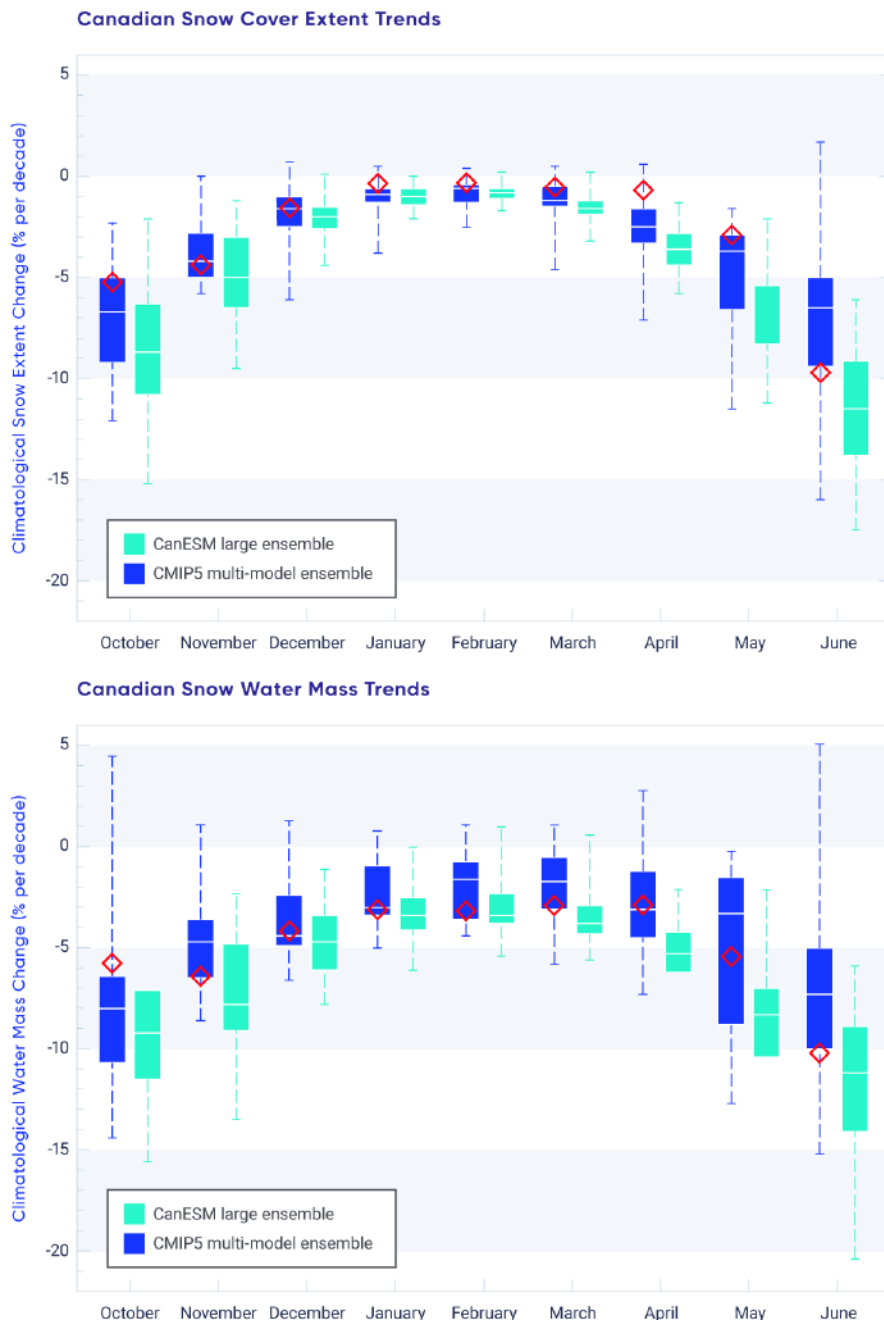 Canadian Snow Cover Extent Trends
Climatological Snow Extent Change (% per decade)
5
0
-5
-10
-15
-20
CanESM large ensemble
CMIP5 multi-model ensemble
October November December January February March April May June
Canadian Snow Water Mass Trends
Climatological Water Mass Change (% per decade)
5
0
-5
-10
-15
-20
CanESM large ensemble
CMIP5 multi-model ensemble
October November December January February March April May June